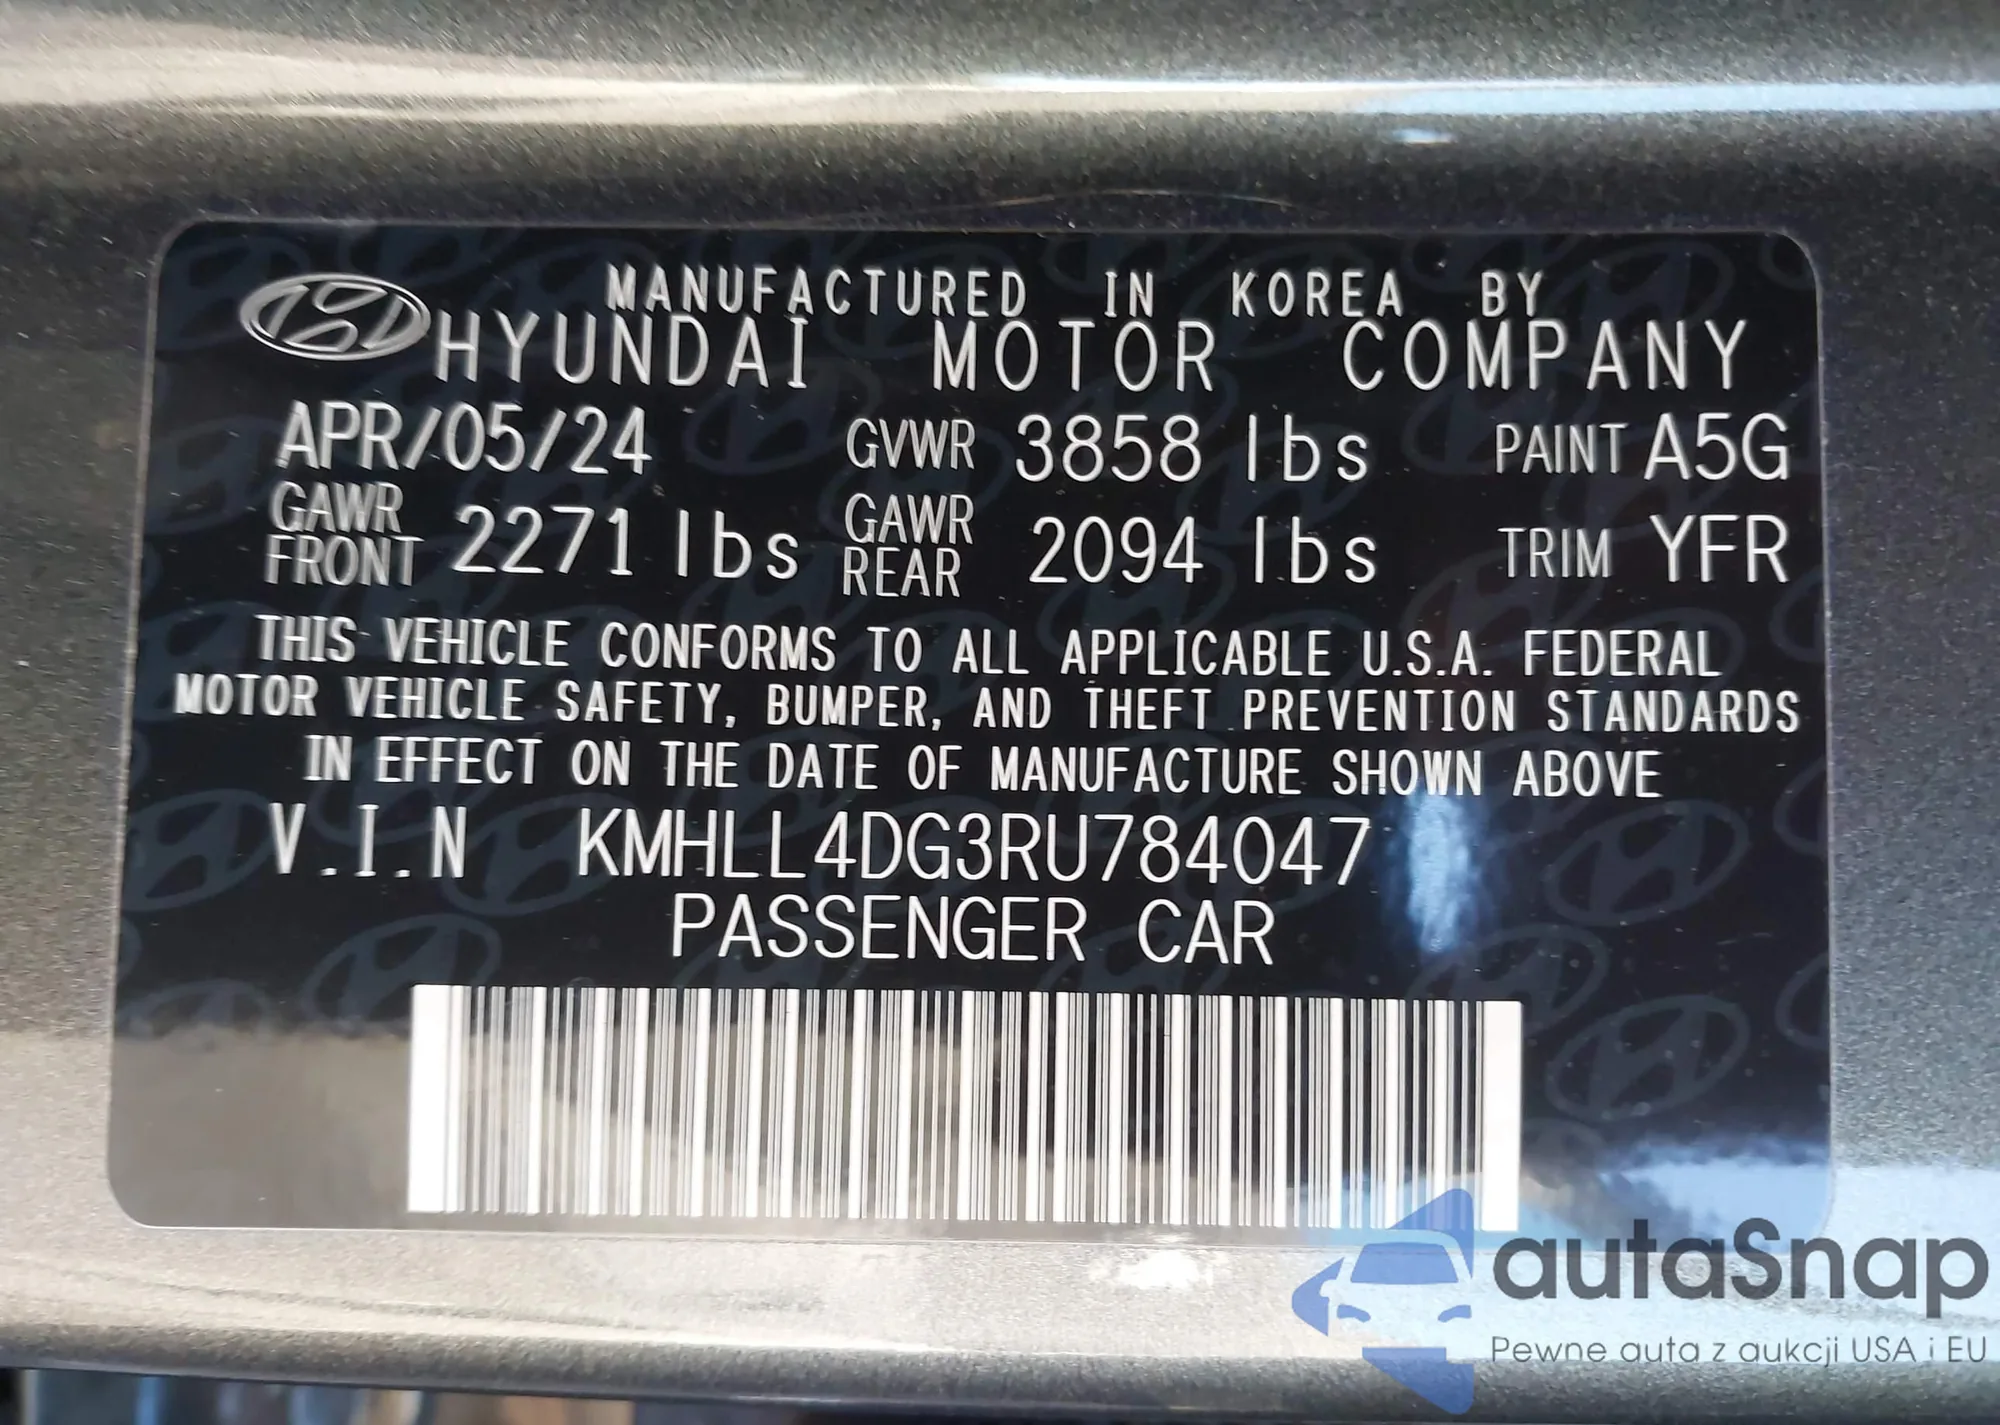 MANUFACTURED IN KOREA BY
HYUNDAI MOTOR COMPANY
APR/05/24 GVWR 3858 lbs PAINT A5G
GAWR FRONT 2271 lbs GAWR REAR 2094 lbs TRIM YFR
THIS VEHICLE CONFORMS TO ALL APPLICABLE U.S.A. FEDERAL
MOTOR VEHICLE SAFETY, BUMPER, AND THEFT PREVENTION STANDARDS
IN EFFECT ON THE DATE OF MANUFACTURE SHOWN ABOVE
V.I.N KMHLL4DG3RU784047
PASSENGER CAR
autaSnap
Pewne auta z aukcji USA i EU